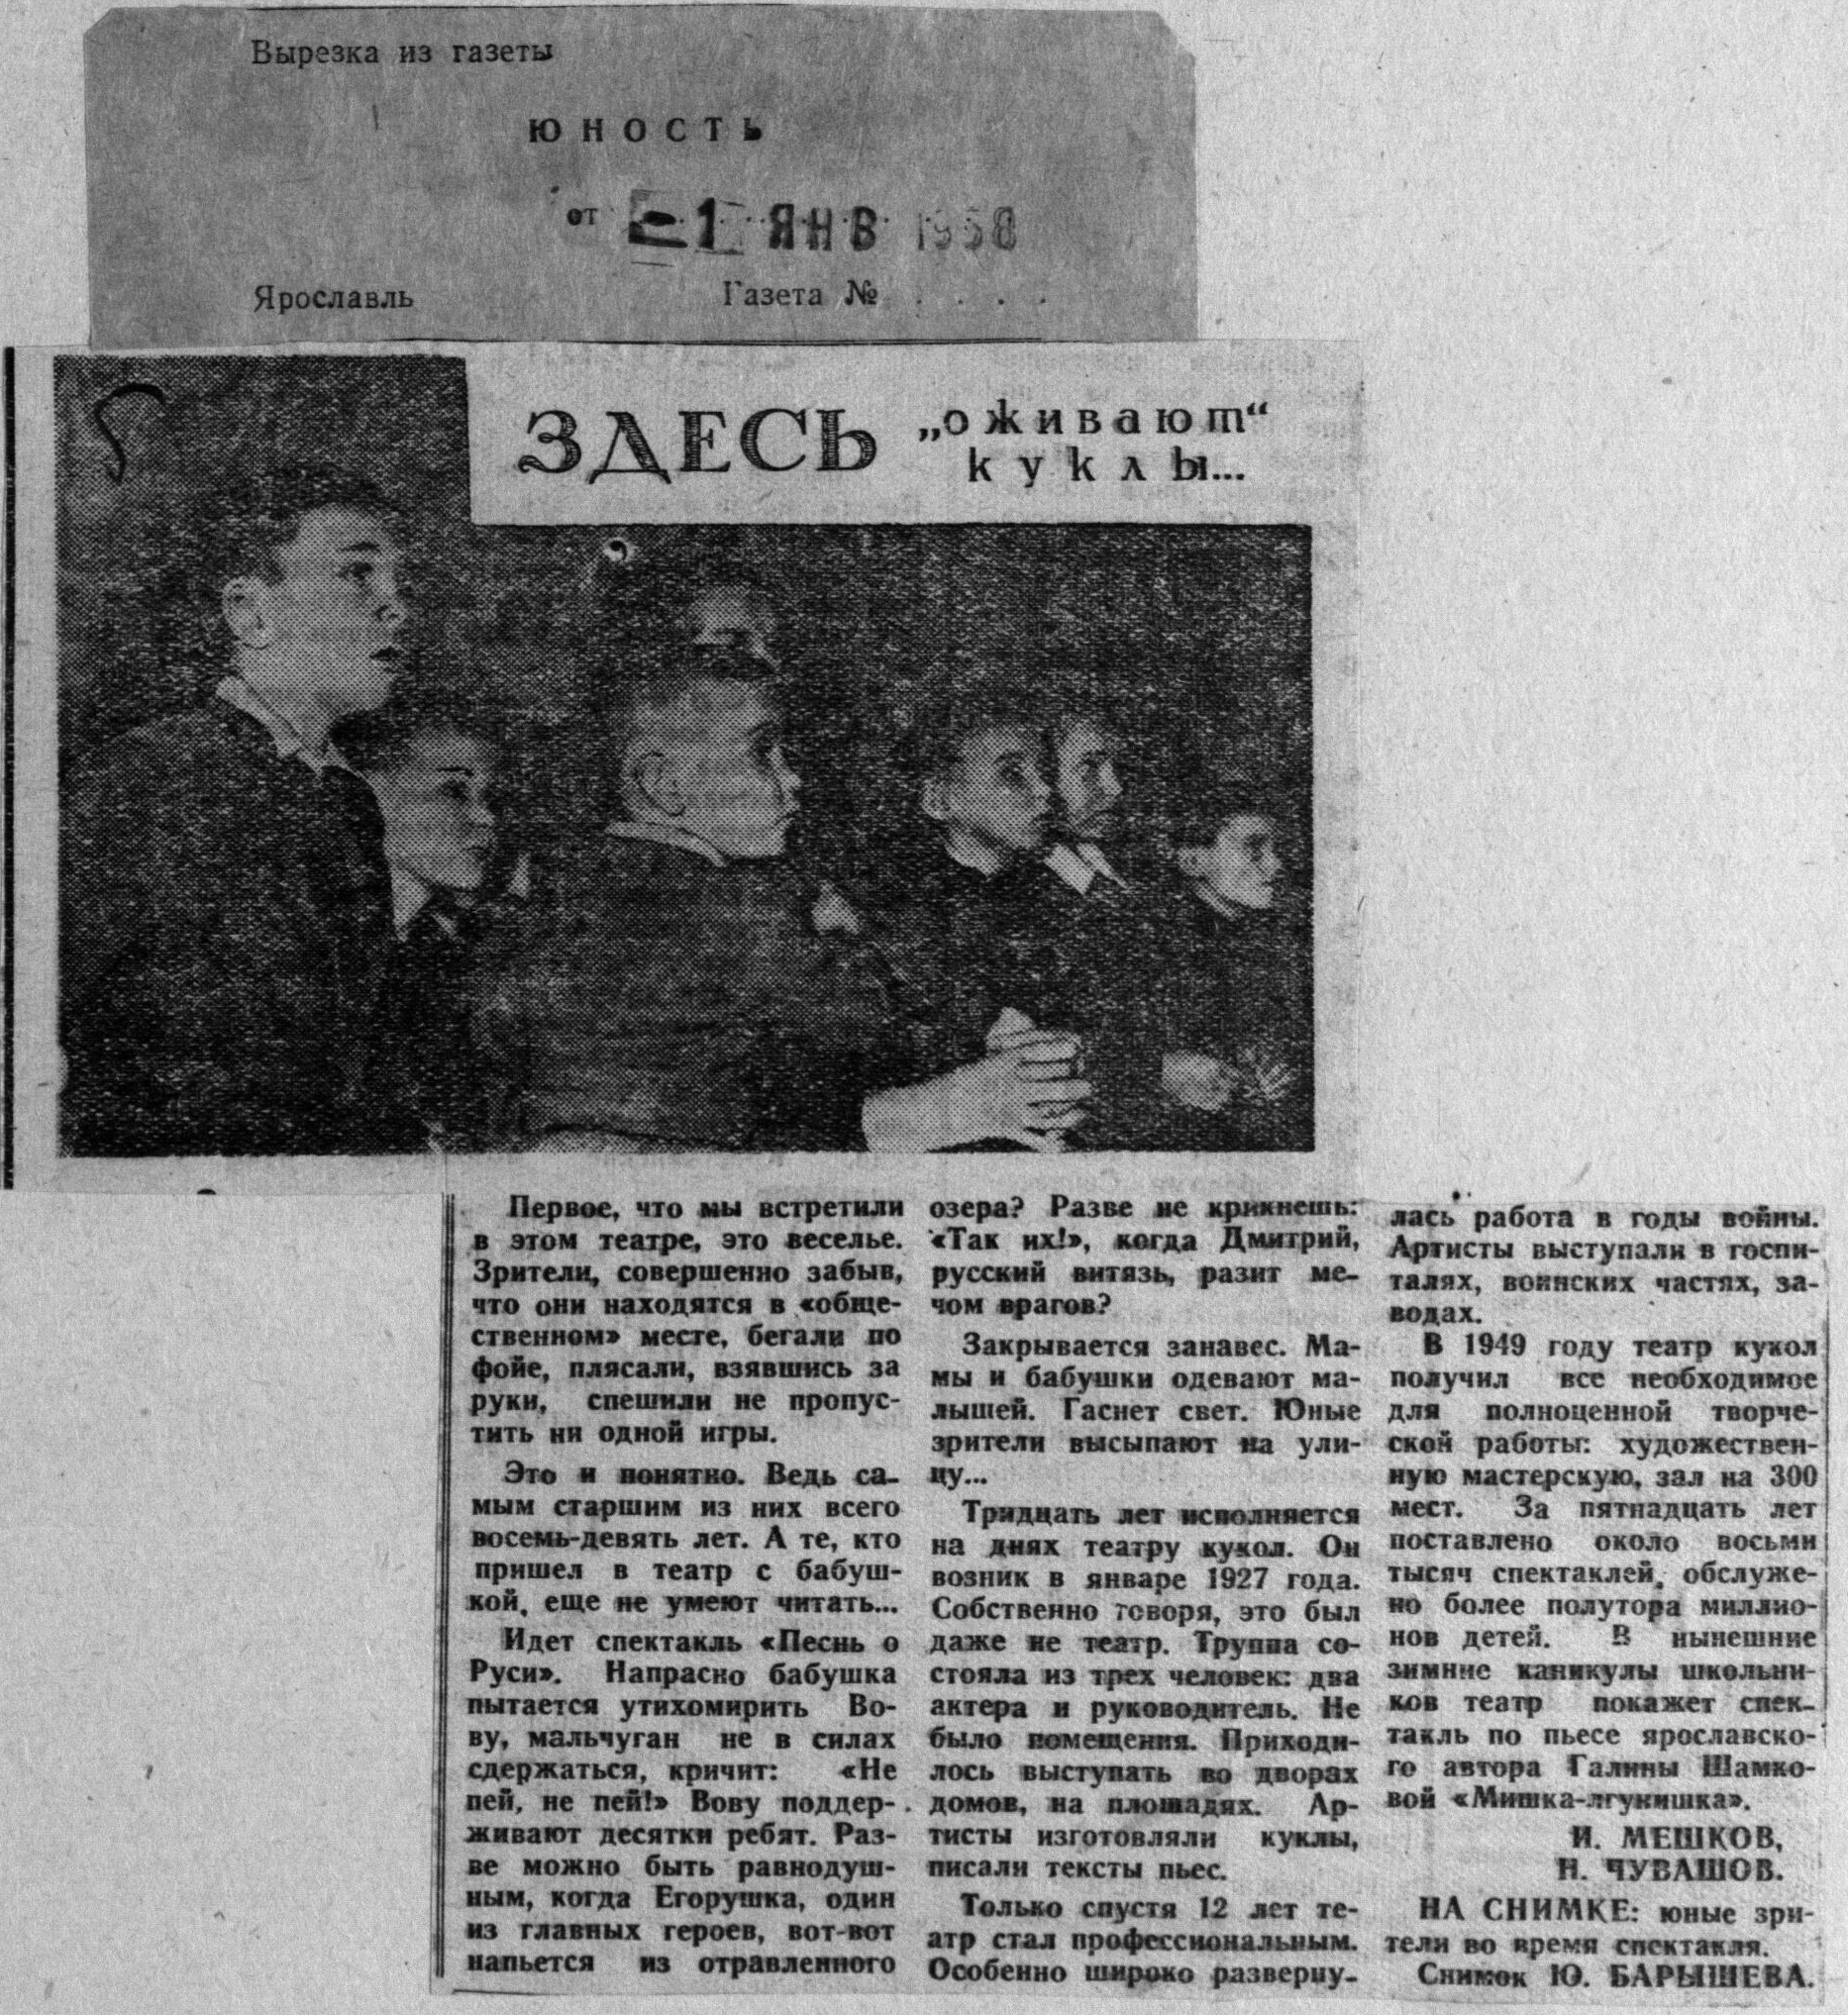 Вырезка из газеты
ЮНОСТЬ
от -1 ЯНВ 1958
Ярославль Газета № . . . .
ЗДЕСЬ „оживают“
куклы...
Первое, что мы встретили
в этом театре, это веселье.
Зрители, совершенно забыв,
что они находятся в «обще-
ственном» месте, бегали по
фойе, плясали, взявшись за
руки, спешили не пропус-
тить ни одной игры.
Это и понятно. Ведь са-
мым старшим из них всего
восемь-девять лет. А те, кто
пришел в театр с бабуш-
кой, еще не умеют читать...
Идет спектакль «Песнь о
Руси». Напрасно бабушка
пытается утихомирить Во-
ву, мальчуган не в силах
сдержаться, кричит: «Не
пей, не пей!» Вову поддер-
живают десятки ребят. Раз-
ве можно быть равнодуш-
ным, когда Егорушка, один
из главных героев, вот-вот
напьется из отравленного
озера? Разве не крикнешь:
«Так их!», когда Дмитрий,
русский витязь, разит ме-
чом врагов?
Закрывается занавес. Ма-
мы и бабушки одевают ма-
лышей. Гаснет свет. Юные
зрители высыпают на ули-
цу...
Тридцать лет исполняется
на днях театру кукол. Он
возник в январе 1927 года.
Собственно говоря, это был
даже не театр. Труппа со-
стояла из трех человек: два
актера и руководитель. Не
было помещения. Приходи-
лось выступать во дворах
домов, на площадях. Ар-
тисты изготовляли куклы,
писали тексты пьес.
Только спустя 12 лет те-
атр стал профессиональным.
Особенно широко разверну-
лась работа в годы войны.
Артисты выступали в госпи-
талях, воинских частях, за-
водах.
В 1949 году театр кукол
получил все необходимое
для полноценной творче-
ской работы: художествен-
ную мастерскую, зал на 300
мест. За пятнадцать лет
поставлено около восьми
тысяч спектаклей, обслуже-
но более полутора миллио-
нов детей. В нынешние
зимние каникулы школьни-
ков театр покажет спек-
такль по пьесе ярославско-
го автора Галины Шамко-
вой «Мишка-лгунишка».
И. МЕШКОВ,
Н. ЧУВАШОВ.
НА СНИМКЕ: юные зри-
тели во время спектакля.
Снимок Ю. БАРЫШЕВА.